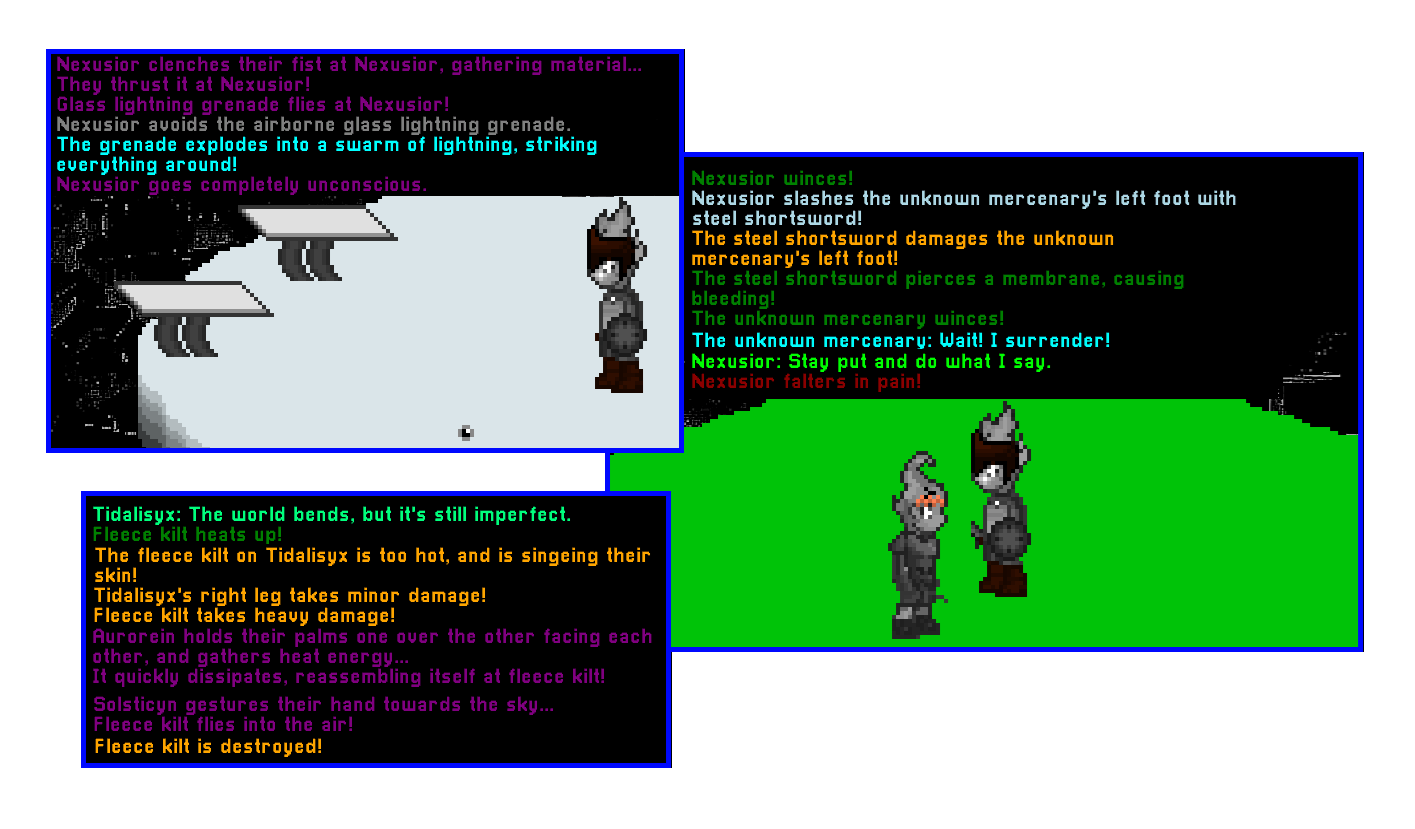 Nexusior clenches their fist at Nexusior, gathering material...
They thrust it at Nexusior!
Glass lightning grenade flies at Nexusior!
Nexusior avoids the airborne glass lightning grenade.
The grenade explodes into a swarm of lightning, striking
everything around!
Nexusior goes completely unconscious.
Nexusior winces!
Nexusior slashes the unknown mercenary's left foot with
steel shortsword!
The steel shortsword damages the unknown
mercenary's left foot!
The steel shortsword pierces a membrane, causing
bleeding!
The unknown mercenary winces!
The unknown mercenary: Wait! I surrender!
Nexusior: Stay put and do what I say.
Nexusior falters in pain!
Tidalisyx: The world bends, but it's still imperfect.
Fleece kilt heats up!
The fleece kilt on Tidalisyx is too hot, and is singeing their
skin!
Tidalisyx's right leg takes minor damage!
Fleece kilt takes heavy damage!
Aurorein holds their palms one over the other facing each
other, and gathers heat energy...
It quickly dissipates, reassembling itself at fleece kilt!
Solsticyn gestures their hand towards the sky...
Fleece kilt flies into the air!
Fleece kilt is destroyed!